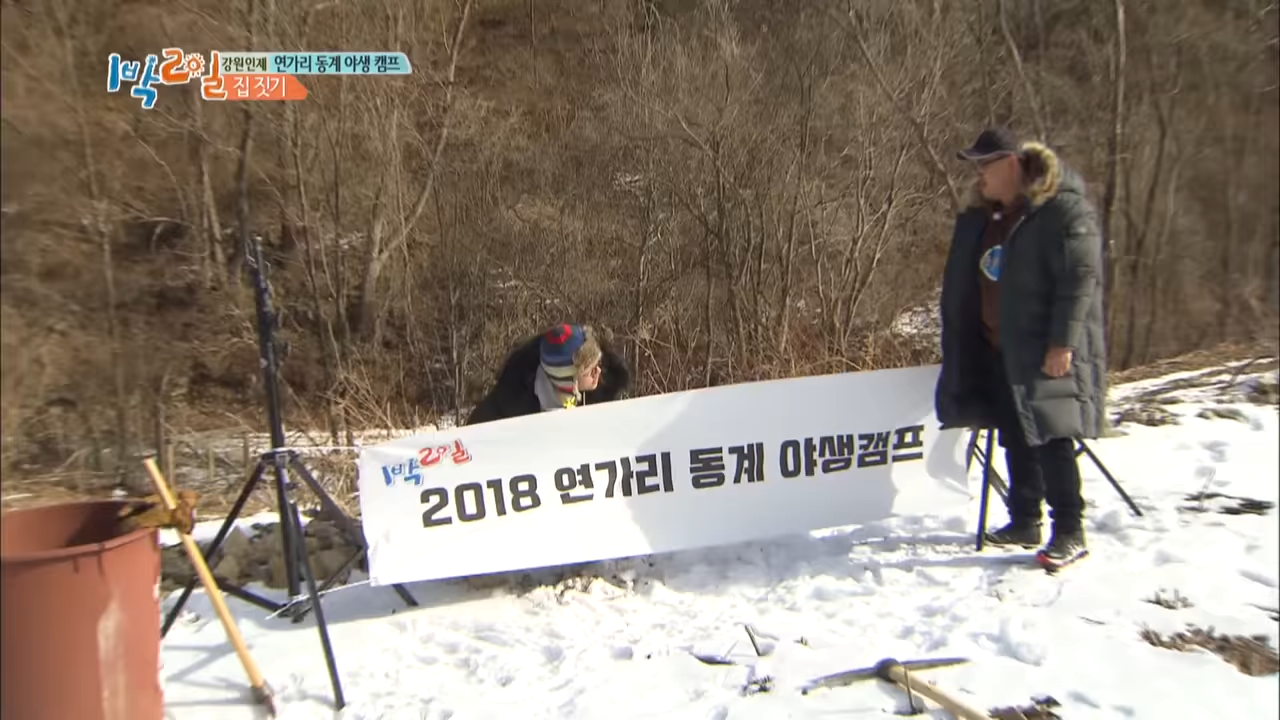 1박2일 강원인제 연가리 동계 야생 캠프
집 짓기
1박2일
2018 연가리 동계 야생캠프